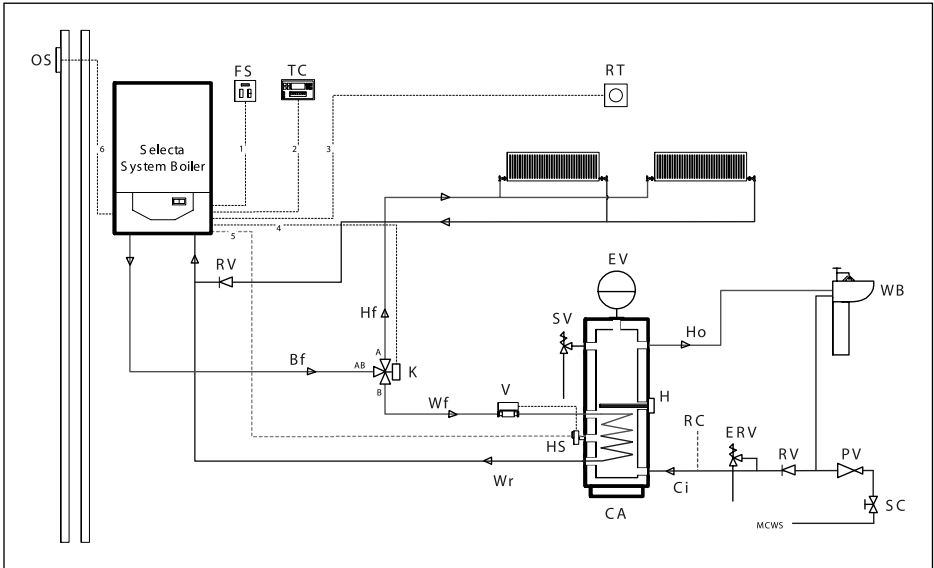 OS
FS
TC
RT
Selecta
System Boiler
6
1
2
3
4
5
RV
EV
WB
Hf
SV
Ho
A
Bf
AB
K
B
V
H
Wf
RC
ERV
HS
RV
PV
Wr
Ci
SC
CA
MCWS